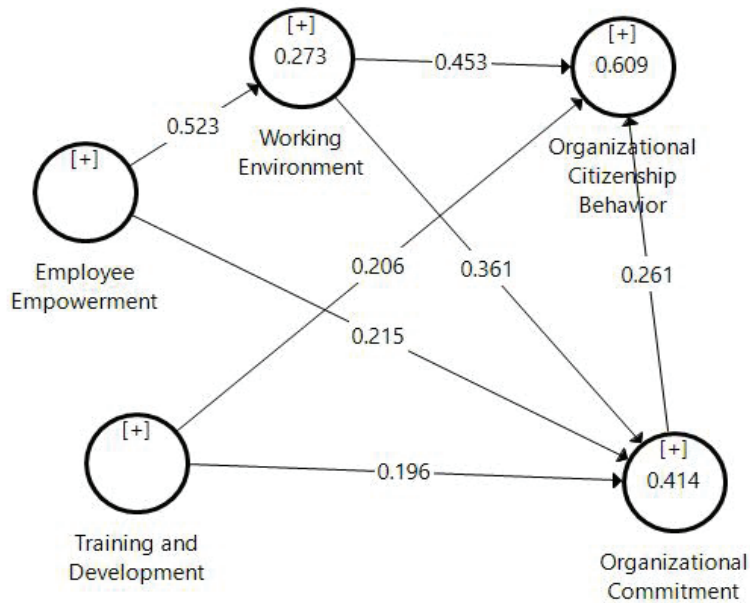 [+]
0.273
Working
Environment
[+]
0.609
Organizational
Citizenship
Behavior
0.453
0.523
[+]
Employee
Empowerment
0.206
0.361
0.261
0.215
[+]
Training and
Development
0.196
[+]
0.414
Organizational
Commitment